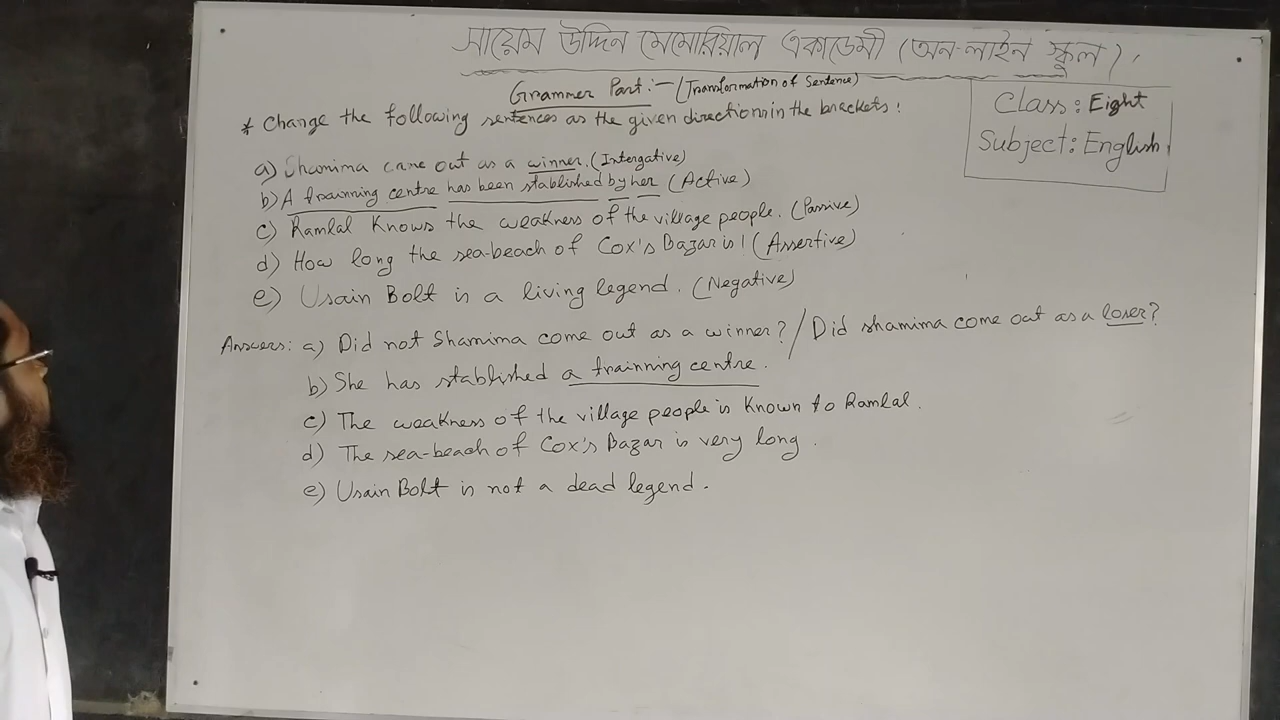 সায়েম উদ্দিন মেমোরিয়াল একাডেমী (অন-লাইন স্কুল),
Grammer Part:- (Transformation of Sentence)
Class: Eight
Subject: English
* Change the following sentences as the given directions in the brackets:
a) Shamima came out as a winner. (Intergative)
b) A trainning centre has been stablished by her (Active)
c) Ramlal Knows the weakness of the village people. (Passive)
d) How long the sea-beach of Cox's Bazar is! (Assertive)
e) Usain Bolt is a living legend. (Negative)
Answers: a) Did not Shamima come out as a winner? / Did shamima come out as a loser?
b) She has stablished a trainning centre.
c) The weakness of the village people is Known to Ramlal.
d) The sea-beach of Cox's Bazar is very long.
e) Usain Bolt is not a dead legend.